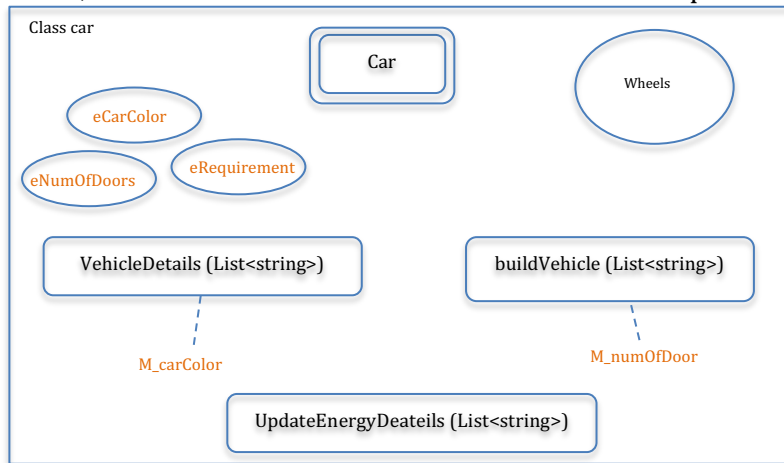 Class car
Car
Wheels
eCarColor
eRequirement
eNumOfDoors
VehicleDetails (List<string>)
buildVehicle (List<string>)
M_carColor
M_numOfDoor
UpdateEnergyDeateils (List<string>)